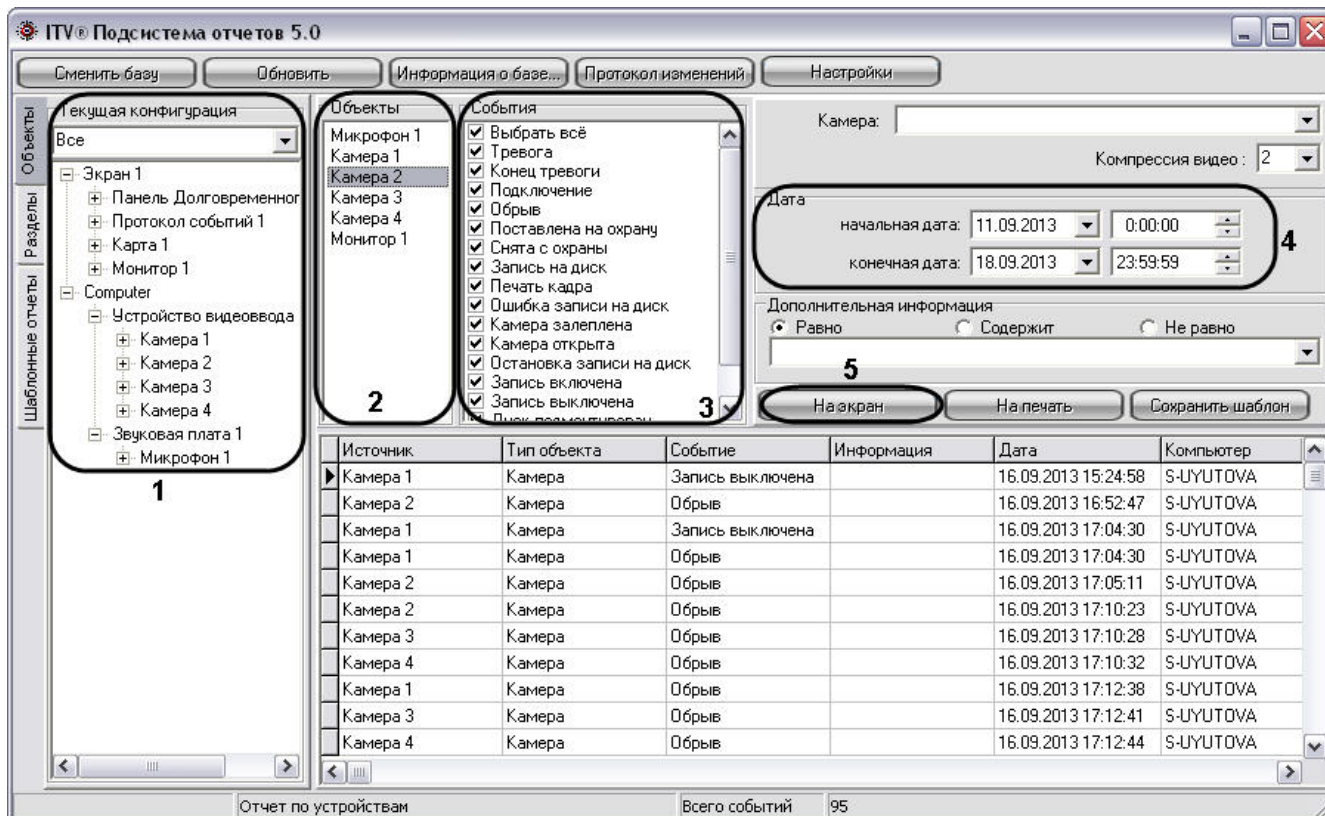 ITV® Подсистема отчетов 5.0
Сменить базу Обновить Информация о базе... Протокол изменений Настройки
Объекты
Разделы
Шаблонные отчеты
Текущая конфигурация
Все
Экран 1
Панель Долговременног
Протокол событий 1
Карта 1
Монитор 1
Computer
Устройство видеоввода
Камера 1
Камера 2
Камера 3
Камера 4
Звуковая плата 1
Микрофон 1
1
Объекты
Микрофон 1
Камера 1
Камера 2
Камера 3
Камера 4
Монитор 1
2
События
Выбрать всё
Тревога
Конец тревоги
Подключение
Обрыв
Поставлена на охрану
Снята с охраны
Запись на диск
Печать кадра
Ошибка записи на диск
Камера залеплена
Камера открыта
Остановка записи на диск
Запись включена
Запись выключена
3
Камера:
Компрессия видео : 2
Дата
начальная дата: 11.09.2013 0:00:00
конечная дата: 18.09.2013 23:59:59
4
Дополнительная информация
Равно Содержит Не равно
5
На экран На печать Сохранить шаблон
Источник Тип объекта Событие Информация Дата Компьютер
Камера 1 Камера Запись выключена 16.09.2013 15:24:58 S-UYUTOVA
Камера 2 Камера Обрыв 16.09.2013 16:52:47 S-UYUTOVA
Камера 1 Камера Запись выключена 16.09.2013 17:04:30 S-UYUTOVA
Камера 1 Камера Обрыв 16.09.2013 17:04:30 S-UYUTOVA
Камера 2 Камера Обрыв 16.09.2013 17:05:11 S-UYUTOVA
Камера 2 Камера Обрыв 16.09.2013 17:10:23 S-UYUTOVA
Камера 3 Камера Обрыв 16.09.2013 17:10:28 S-UYUTOVA
Камера 4 Камера Обрыв 16.09.2013 17:10:32 S-UYUTOVA
Камера 1 Камера Обрыв 16.09.2013 17:12:38 S-UYUTOVA
Камера 3 Камера Обрыв 16.09.2013 17:12:41 S-UYUTOVA
Камера 4 Камера Обрыв 16.09.2013 17:12:44 S-UYUTOVA
Отчет по устройствам Всего событий 95